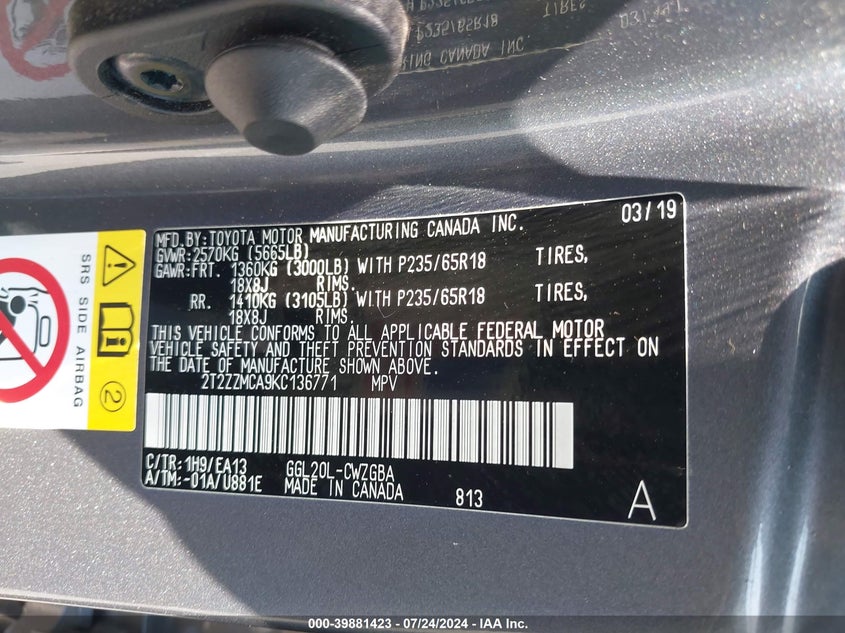 P235/65R18 TIRES
MFD.BY:TOYOTA MOTOR MANUFACTURING CANADA INC. 03/19
GVWR:2570KG (5665LB)
GAWR:FRT. 1360KG (3000LB) WITH P235/65R18 TIRES,
18X8J RIMS.
RR. 1410KG (3105LB) WITH P235/65R18 TIRES,
18X8J RIMS.
THIS VEHICLE CONFORMS TO ALL APPLICABLE FEDERAL MOTOR
VEHICLE SAFETY AND THEFT PREVENTION STANDARDS IN EFFECT ON
THE DATE OF MANUFACTURE SHOWN ABOVE.
2T2ZZMCA9KC136771 MPV
C/TR:1H9/EA13 GGL20L-CWZGBA
A/TM:-01A/U881E MADE IN CANADA 813 A
SRS SIDE AIRBAG
2
000-39881423 - 07/24/2024 - IAA Inc.